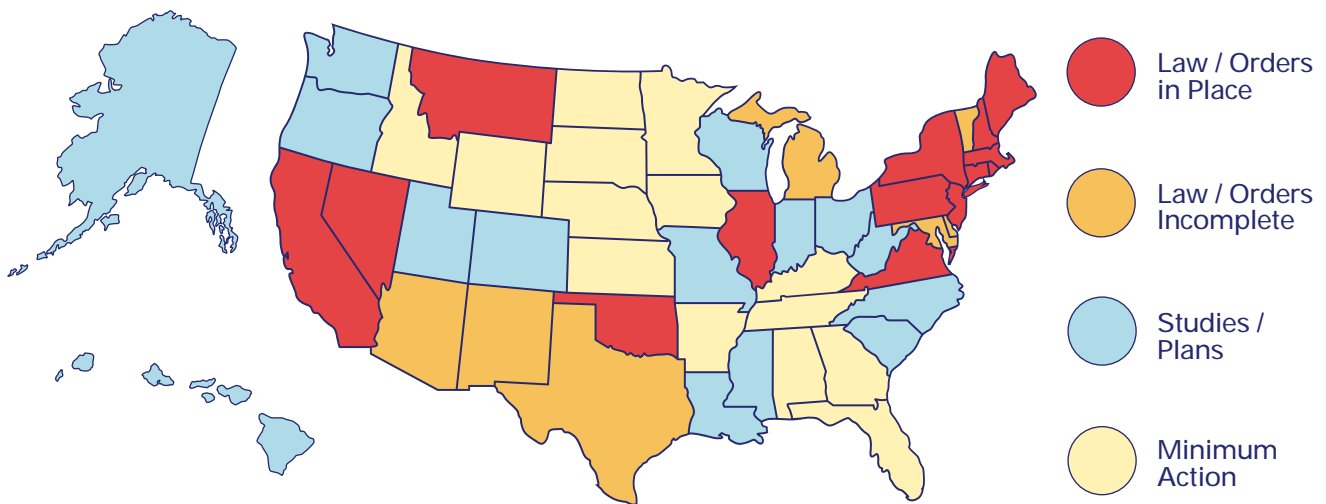 Law / Orders
in Place
Law / Orders
Incomplete
Studies /
Plans
Minimum
Action